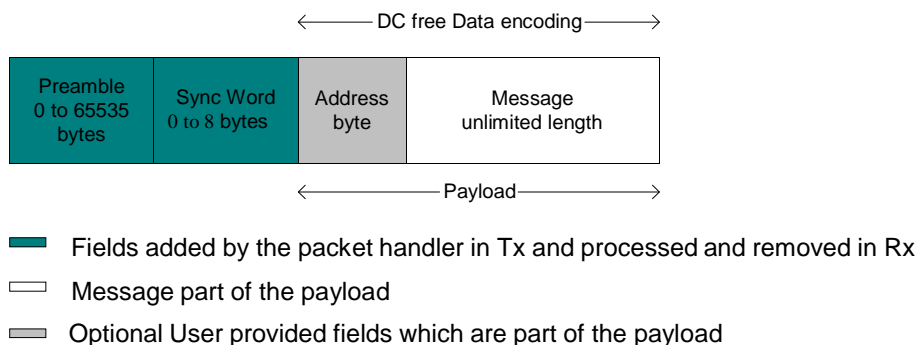 DC free Data encoding
Preamble
0 to 65535
bytes
Sync Word
0 to 8 bytes
Address
byte
Message
unlimited length
Payload
Fields added by the packet handler in Tx and processed and removed in Rx
Message part of the payload
Optional User provided fields which are part of the payload